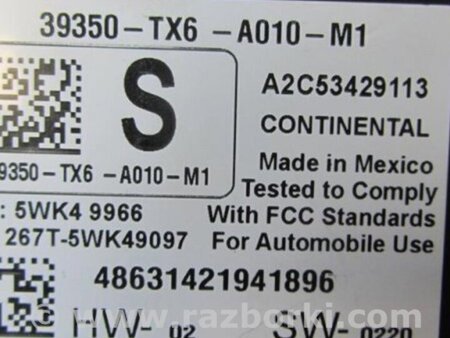 39350-TX6 -A010-M1
S
A2C53429113
CONTINENTAL
39350-TX6 -A010-M1
Made in Mexico
Tested to Comply
: 5WK4 9966
With FCC Standards
267T-5WK49097
For Automobile Use
48631421941896
HW- 02
SW- 0220
www.razborki.com